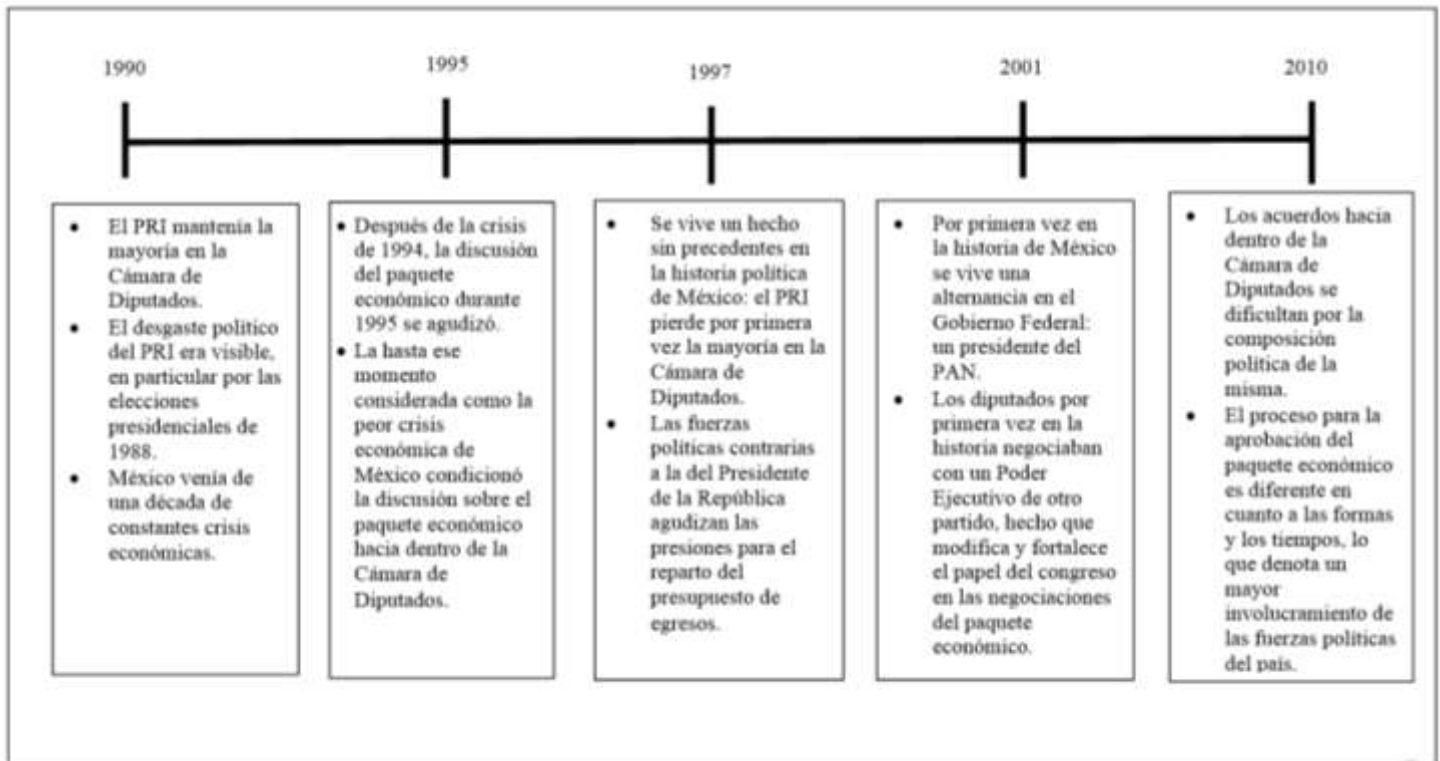 1990
1995
1997
2001
2010
• El PRI mantenía la
mayoría en la
Cámara de
Diputados.
• El desgaste político
del PRI era visible,
en particular por las
elecciones
presidenciales de
1988.
• México venía de
una década de
constantes crisis
económicas.
• Después de la crisis
de 1994, la discusión
del paquete
económico durante
1995 se agudizó.
• La hasta ese
momento
considerada como la
peor crisis
económica de
México condicionó
la discusión sobre el
paquete económico
hacia dentro de la
Cámara de
Diputados.
• Se vive un hecho
sin precedentes en
la historia política
de México: el PRI
pierde por primera
vez la mayoría en la
Cámara de
Diputados.
• Las fuerzas
políticas contrarias
a la del Presidente
de la República
agudizan las
presiones para el
reparto del
presupuesto de
egresos.
• Por primera vez en
la historia de México
se vive una
alternancia en el
Gobierno Federal:
un presidente del
PAN.
• Los diputados por
primera vez en la
historia negociaban
con un Poder
Ejecutivo de otro
partido, hecho que
modifica y fortalece
el papel del congreso
en las negociaciones
del paquete
económico.
• Los acuerdos hacia
dentro de la
Cámara de
Diputados se
dificultan por la
composición
política de la
misma.
• El proceso para la
aprobación del
paquete económico
es diferente en
cuanto a las formas
y los tiempos, lo
que denota un
mayor
involucramiento de
las fuerzas políticas
del país.